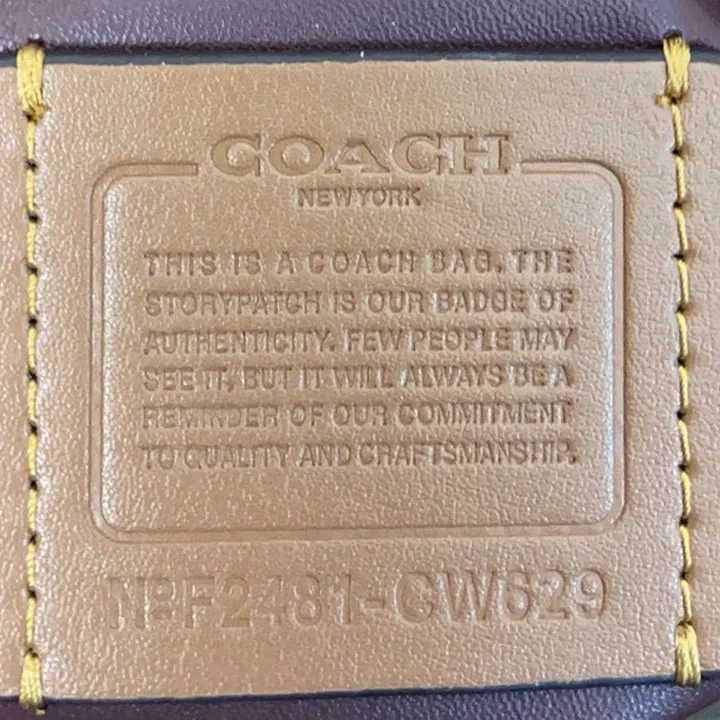 COACH
NEW YORK
THIS IS A COACH BAG. THE
STORYPATCH IS OUR BADGE OF
AUTHENTICITY. FEW PEOPLE MAY
SEE IT, BUT IT WILL ALWAYS BE A
REMINDER OF OUR COMMITMENT
TO QUALITY AND CRAFTSMANSHIP.
NºF2481-CW629